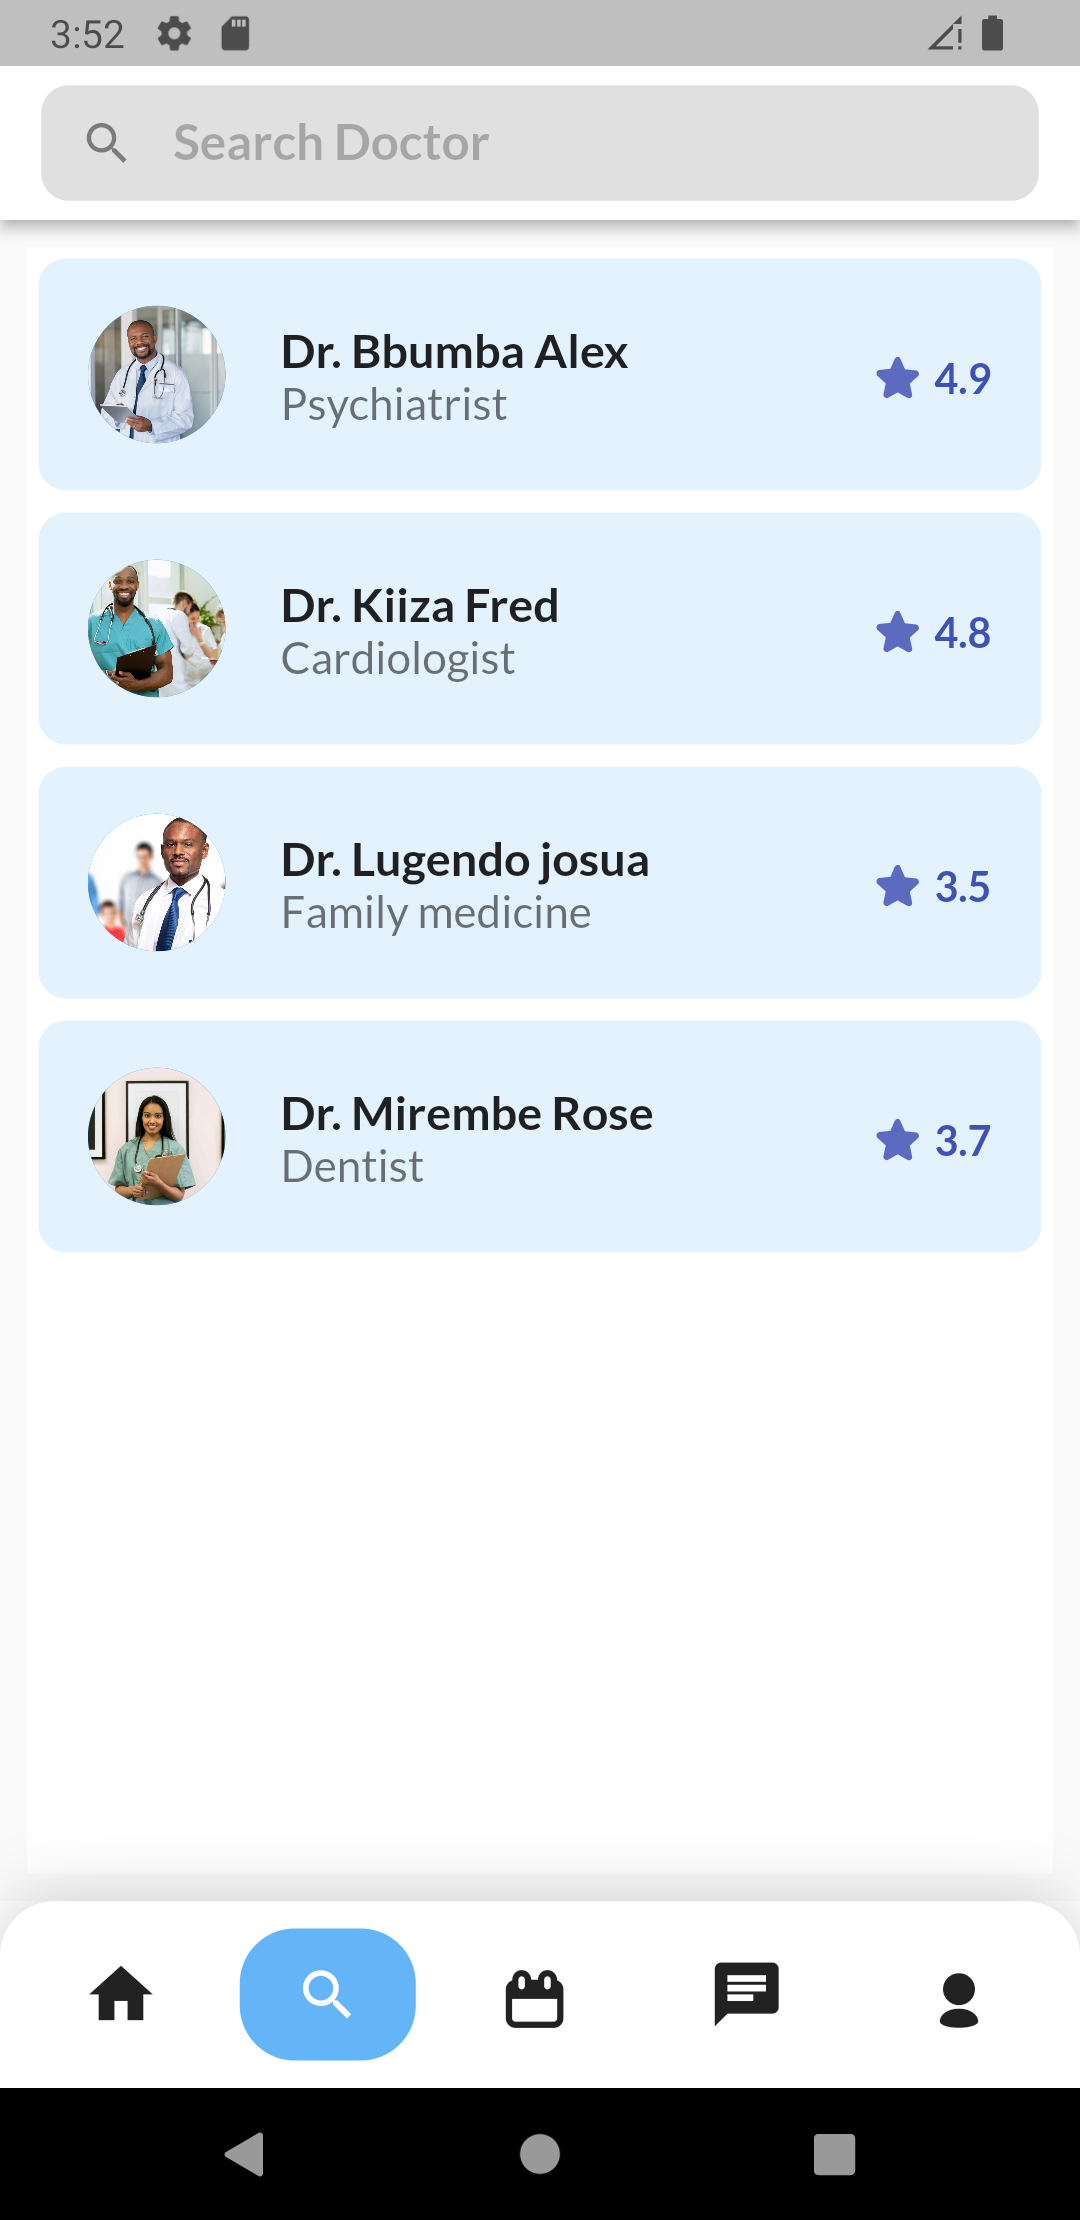 3:52
Search Doctor
Dr. Bbumba Alex
Psychiatrist
4.9
Dr. Kiiza Fred
Cardiologist
4.8
Dr. Lugendo josua
Family medicine
3.5
Dr. Mirembe Rose
Dentist
3.7